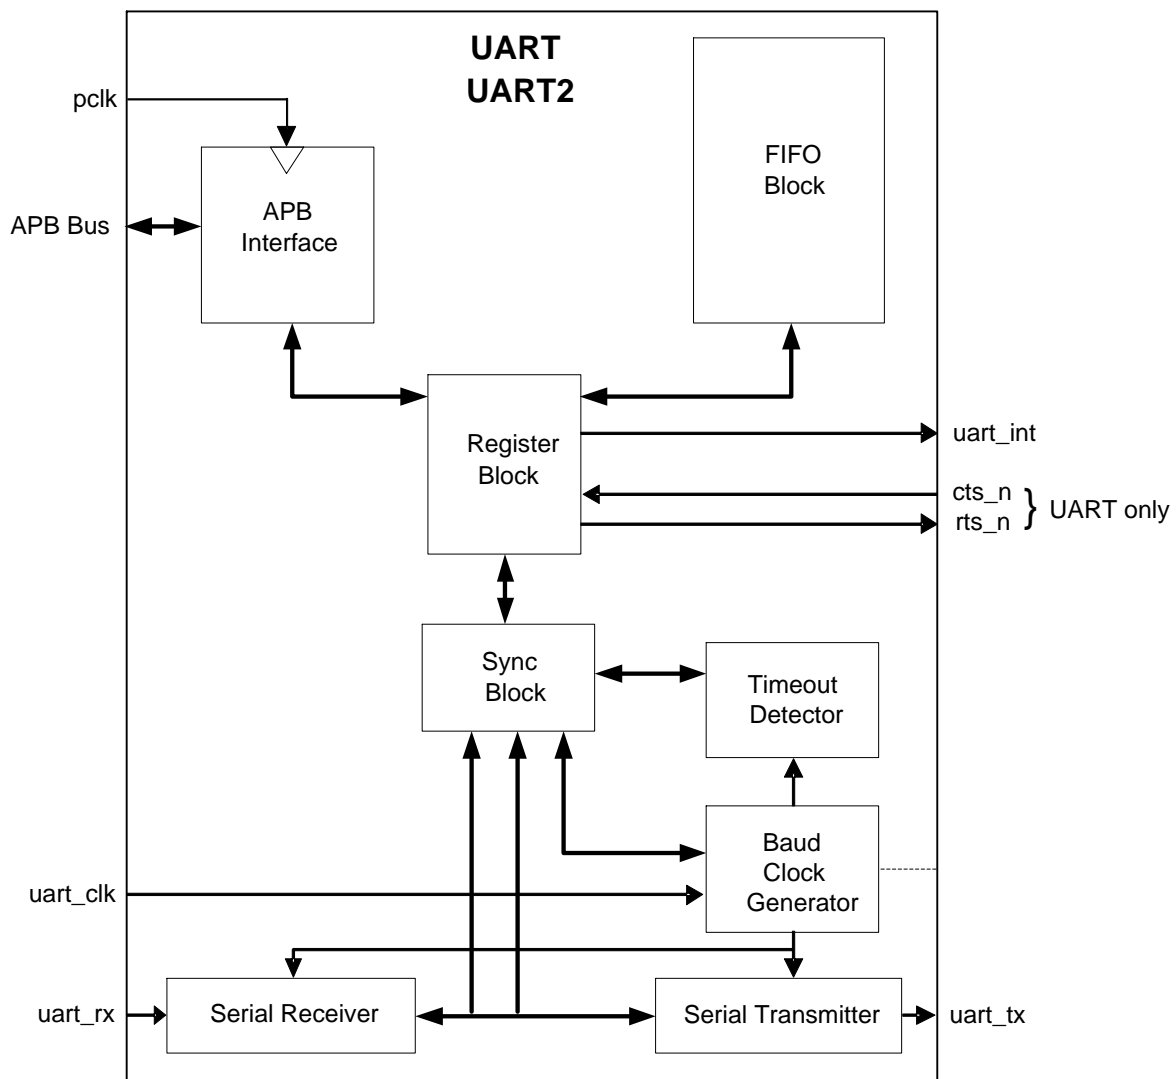 UART
UART2
pclk
FIFO
Block
APB Bus
APB
Interface
Register
Block
uart_int
cts_n
rts_n
} UART only
Sync
Block
Timeout
Detector
Baud
Clock
Generator
uart_clk
uart_rx
Serial Receiver
Serial Transmitter
uart_tx